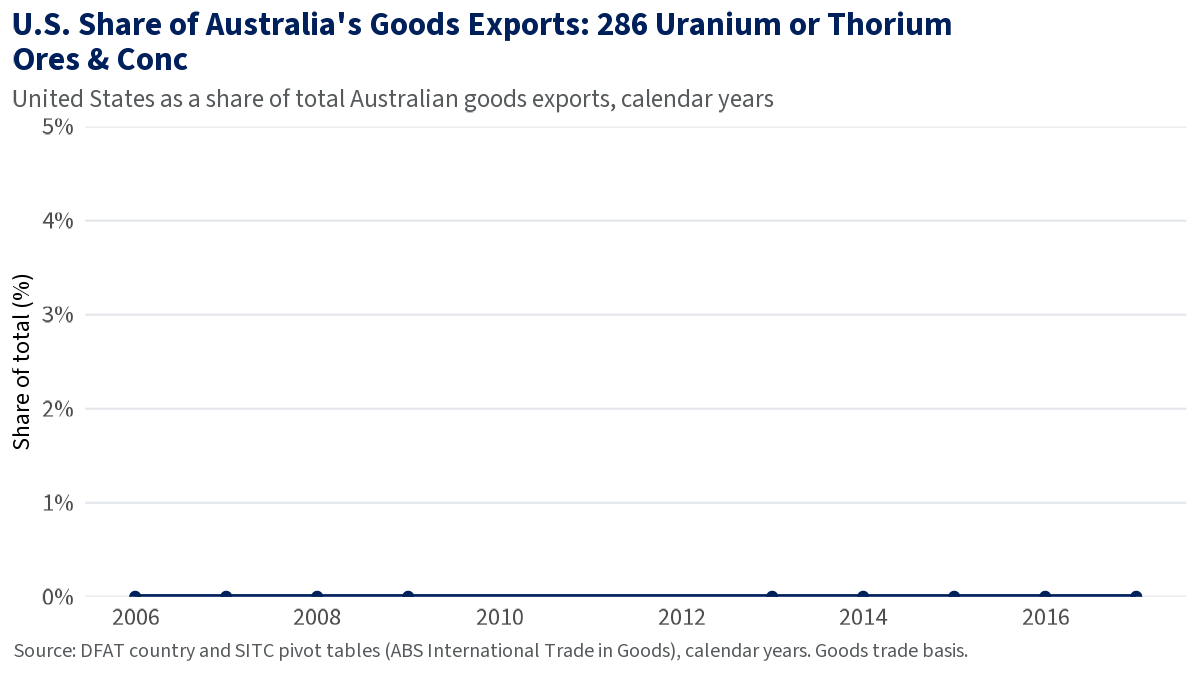 U.S. Share of Australia's Goods Exports: 286 Uranium or Thorium
Ores & Conc
United States as a share of total Australian goods exports, calendar years
5%
4%
3%
2%
1%
0%
Share of total (%)
2006 2008 2010 2012 2014 2016
Source: DFAT country and SITC pivot tables (ABS International Trade in Goods), calendar years. Goods trade basis.